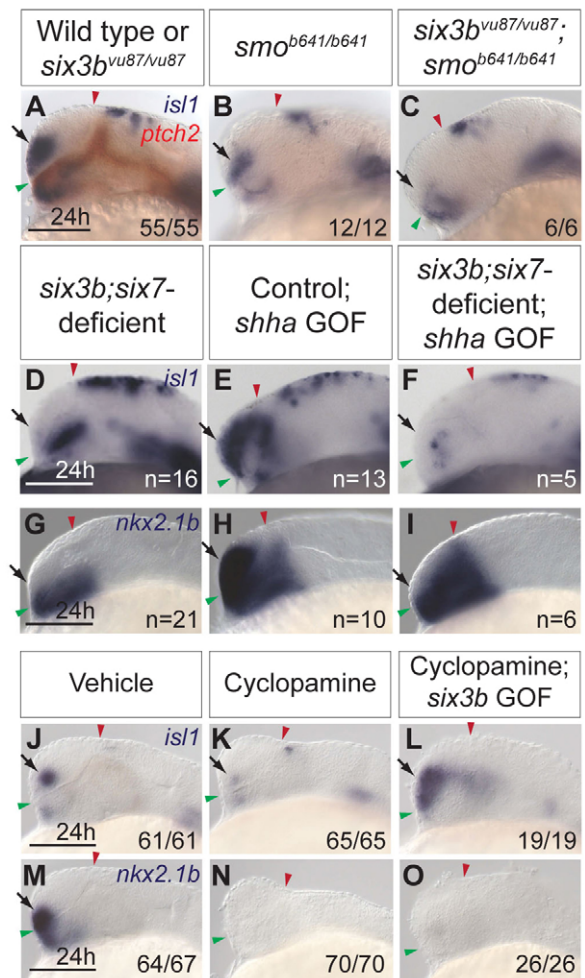 Wild type or
six3b^vu87/vu87
smo^b641/b641
six3b^vu87/vu87;
smo^b641/b641
A isl1
ptch2
24h
55/55
B
12/12
C
6/6
six3b;six7-
deficient
Control;
shha GOF
six3b;six7-
deficient;
shha GOF
D isl1
24h
n=16
E
n=13
F
n=5
G nkx2.1b
24h
n=21
H
n=10
I
n=6
Vehicle
Cyclopamine
Cyclopamine;
six3b GOF
J isl1
24h
61/61
K
65/65
L
19/19
M nkx2.1b
24h
64/67
N
70/70
O
26/26